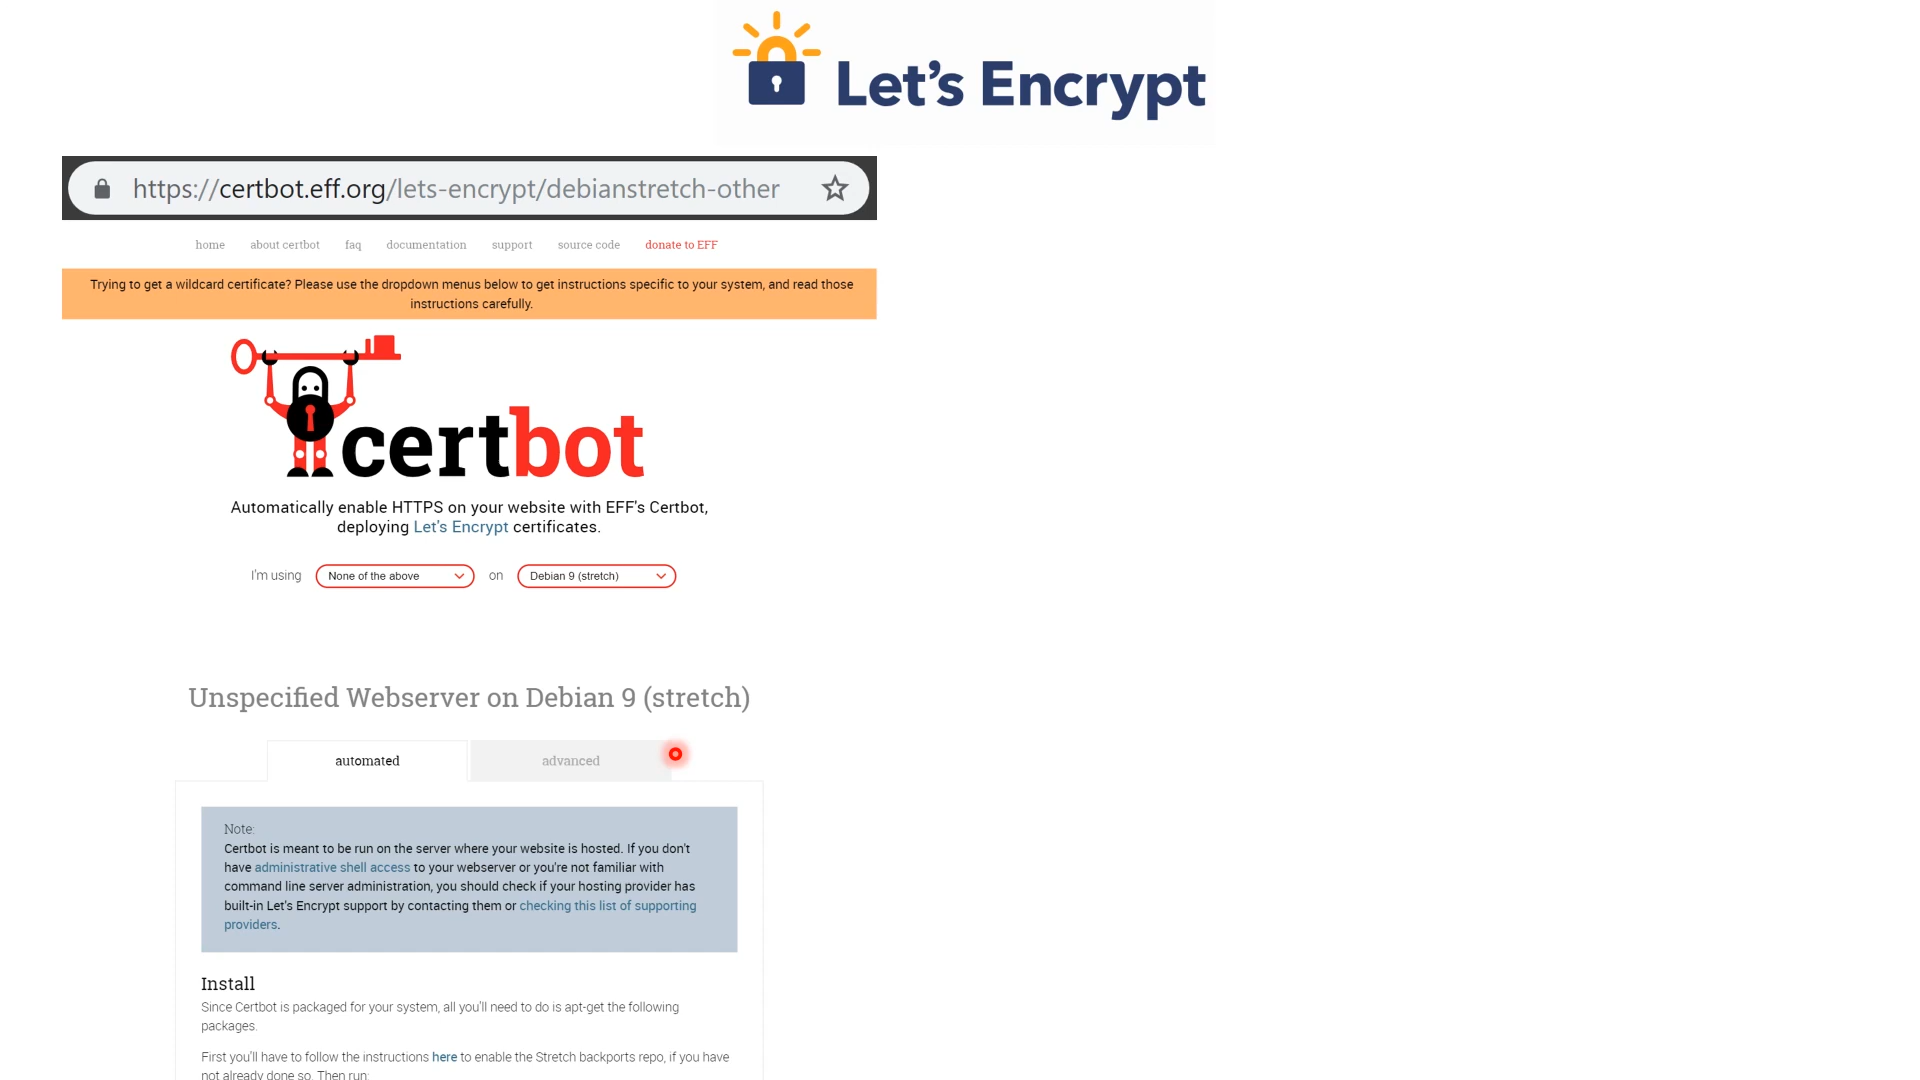 Let's Encrypt
https://certbot.eff.org/lets-encrypt/debianstretch-other
home about certbot faq documentation support source code donate to EFF
Trying to get a wildcard certificate? Please use the dropdown menus below to get instructions specific to your system, and read those
instructions carefully.
certbot
Automatically enable HTTPS on your website with EFF's Certbot,
deploying Let's Encrypt certificates.
I'm using None of the above on Debian 9 (stretch)
Unspecified Webserver on Debian 9 (stretch)
automated advanced
Note:
Certbot is meant to be run on the server where your website is hosted. If you don't
have administrative shell access to your webserver or you're not familiar with
command line server administration, you should check if your hosting provider has
built-in Let's Encrypt support by contacting them or checking this list of supporting
providers.
Install
Since Certbot is packaged for your system, all you'll need to do is apt-get the following
packages.
First you'll have to follow the instructions here to enable the Stretch backports repo, if you have
not already done so. Then run: